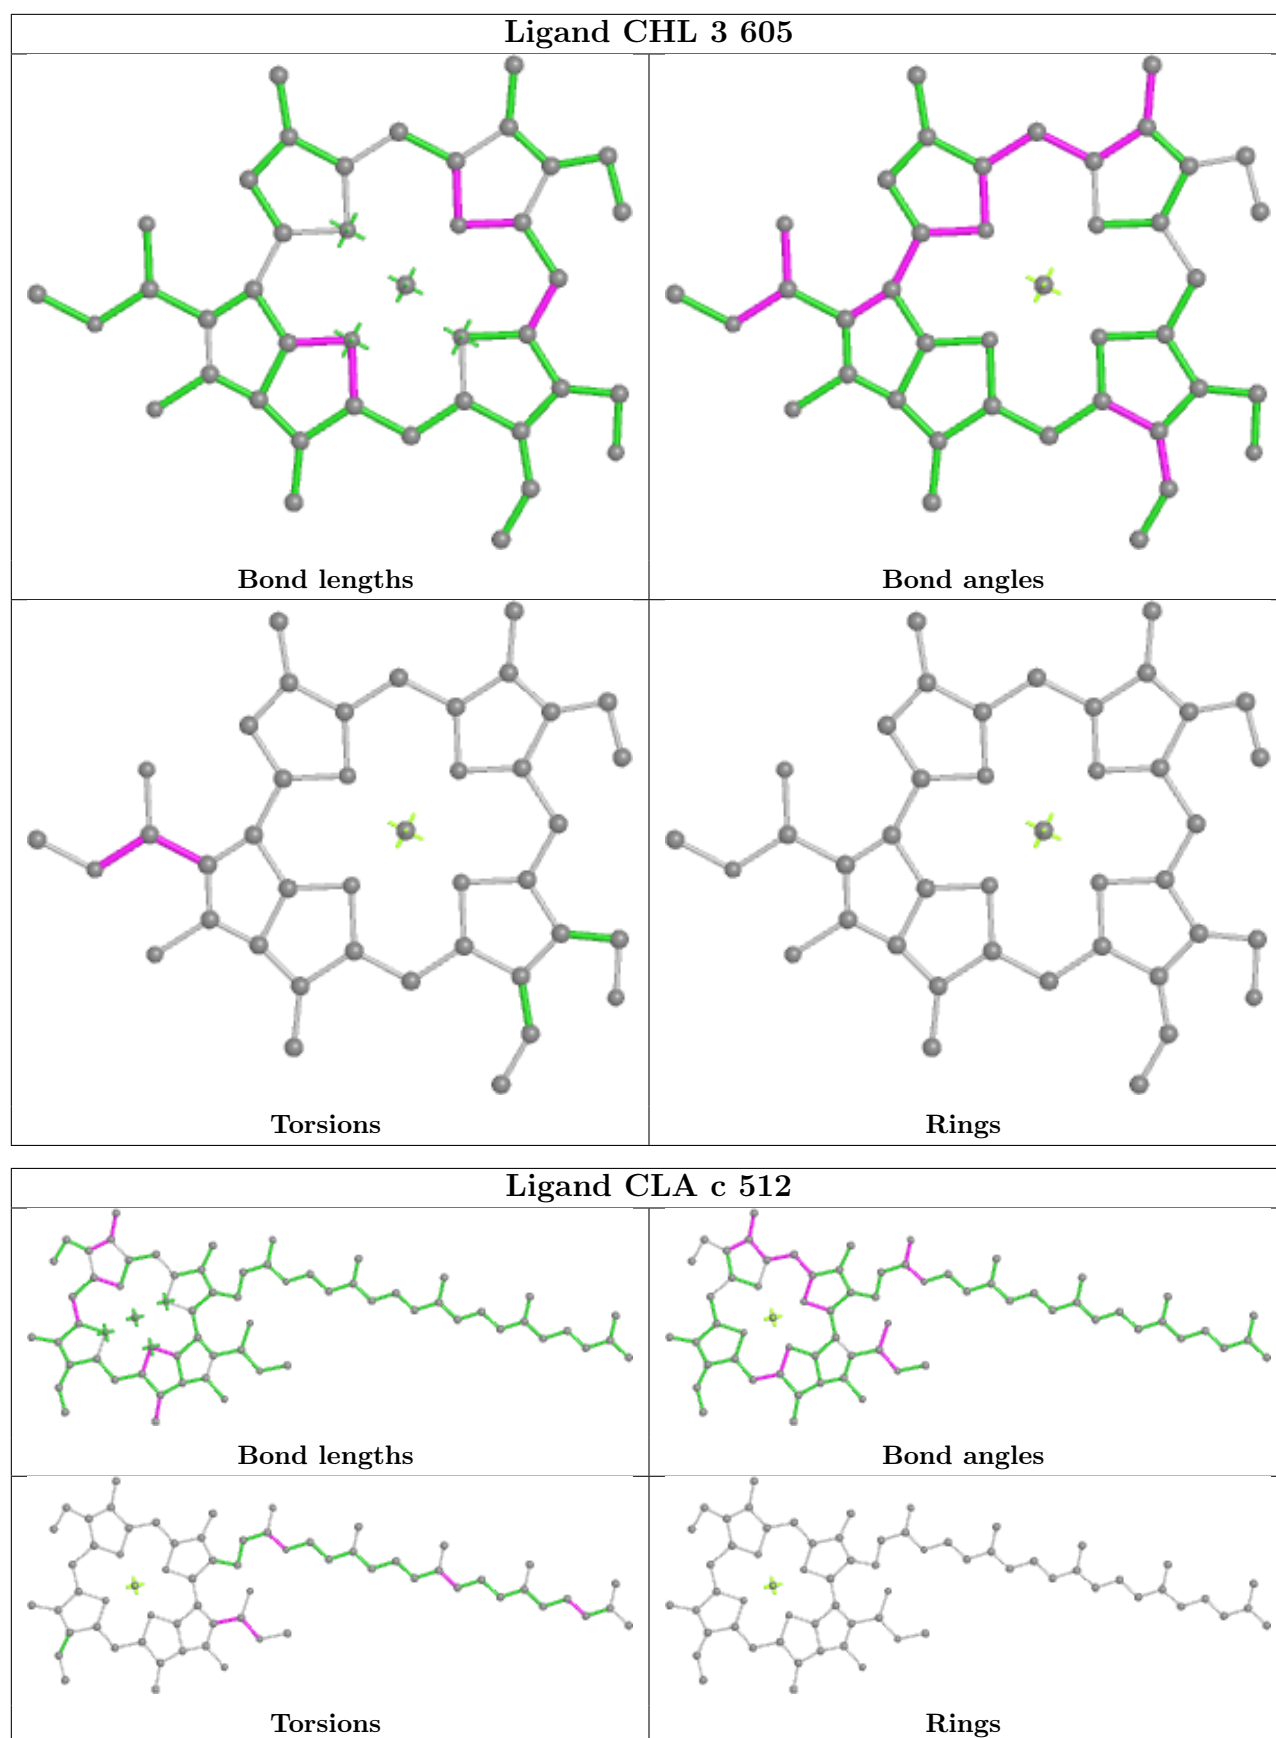 Ligand CHL 3 605
Bond lengths
Bond angles
Torsions
Rings
Ligand CLA c 512
Bond lengths
Bond angles
Torsions
Rings